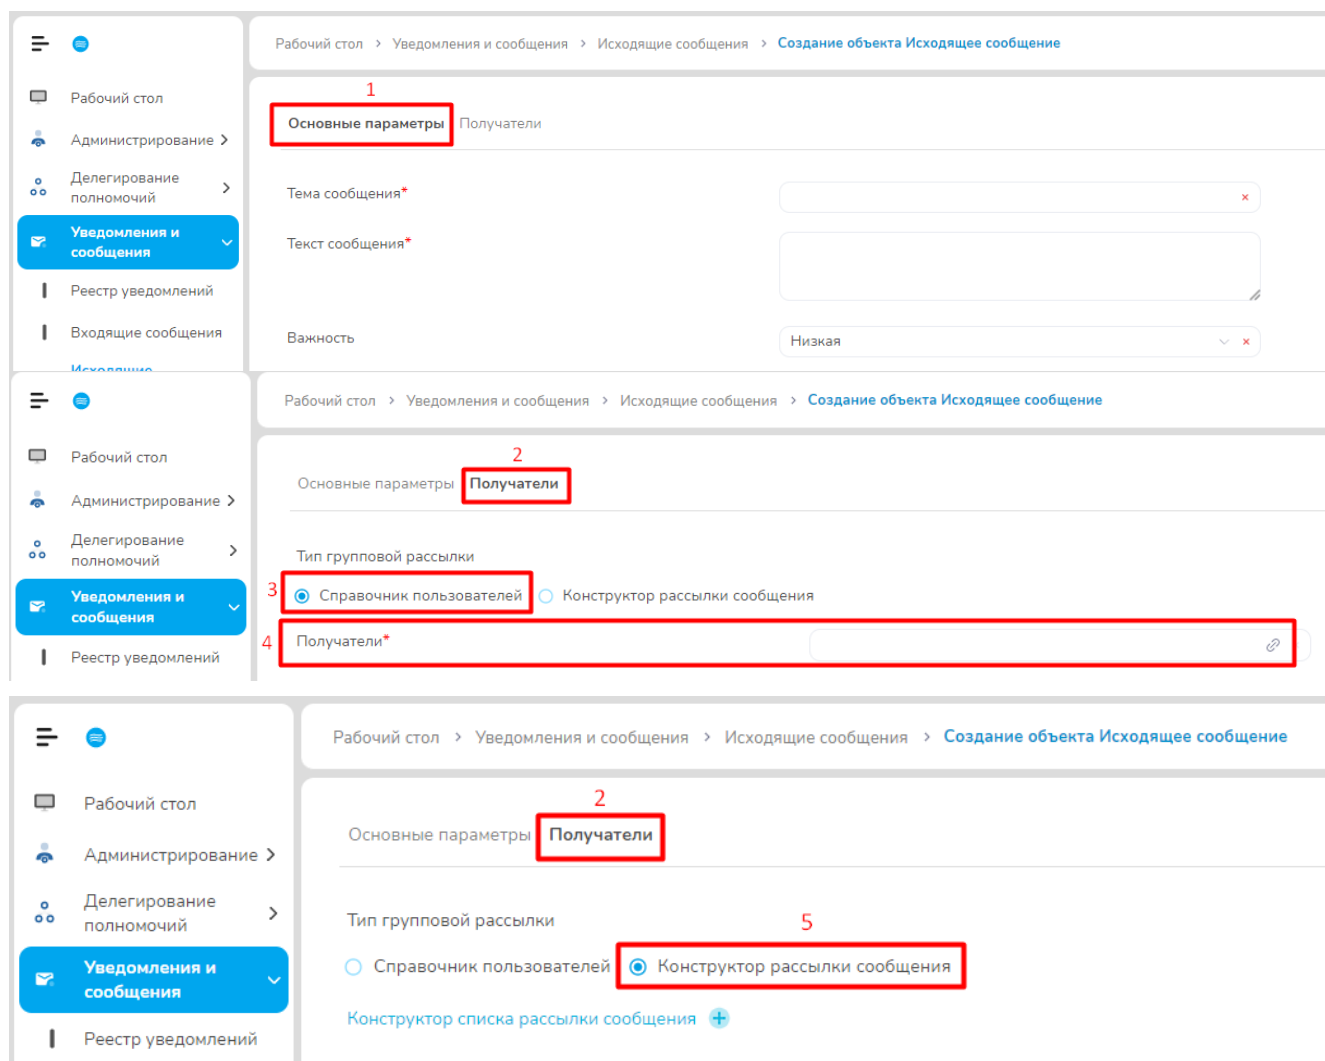 Рабочий стол > Уведомления и сообщения > Исходящие сообщения > Создание объекта Исходящее сообщение
Рабочий стол
Администрирование
Делегирование
полномочий
Уведомления и
сообщения
Реестр уведомлений
Входящие сообщения
Исходящие
1
Основные параметры Получатели
Тема сообщения*
Текст сообщения*
Важность
Низкая
Рабочий стол > Уведомления и сообщения > Исходящие сообщения > Создание объекта Исходящее сообщение
Рабочий стол
Администрирование
Делегирование
полномочий
Уведомления и
сообщения
Реестр уведомлений
2
Основные параметры Получатели
Тип групповой рассылки
3 Справочник пользователей Конструктор рассылки сообщения
4 Получатели*
Рабочий стол > Уведомления и сообщения > Исходящие сообщения > Создание объекта Исходящее сообщение
Рабочий стол
Администрирование
Делегирование
полномочий
Уведомления и
сообщения
Реестр уведомлений
2
Основные параметры Получатели
Тип групповой рассылки
5
Справочник пользователей Конструктор рассылки сообщения
Конструктор списка рассылки сообщения +